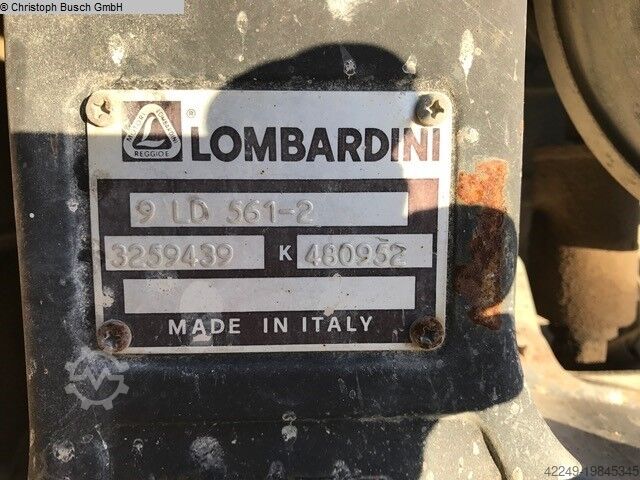 © Christoph Busch GmbH
LOMBARDINI ®
REGGIO E
9 LD 561-2
3259439 K 480952
MADE IN ITALY
42249-19845345